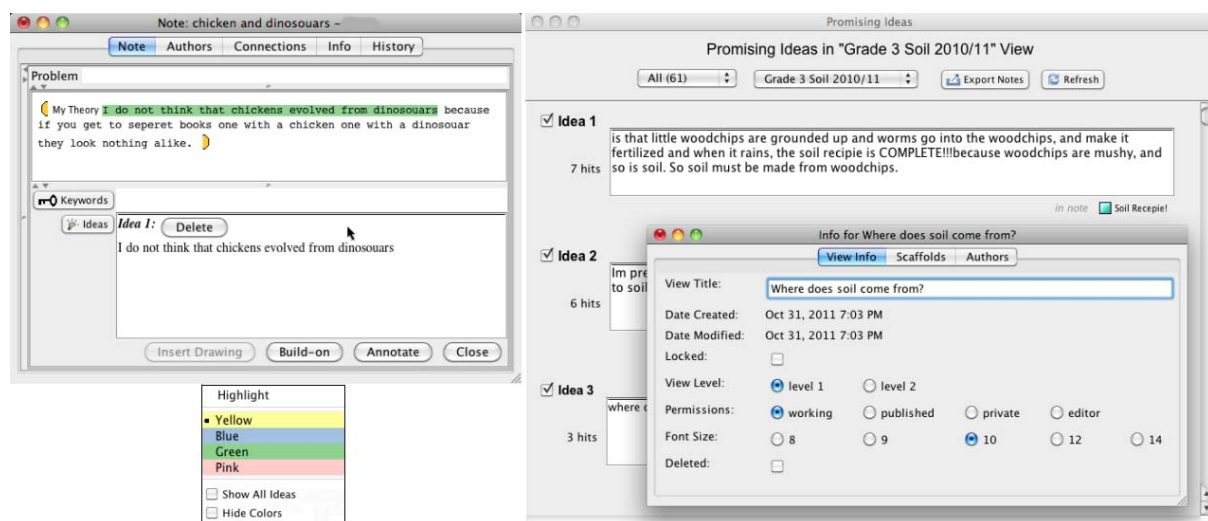 Note: chicken and dinosouars –
Note Authors Connections Info History
Problem
My Theory I do not think that chickens evolved from dinosouars because
if you get to seperet books one with a chicken one with a dinosouar
they look nothing alike.
Keywords
Ideas
Idea 1: Delete
I do not think that chickens evolved from dinosouars
Insert Drawing Build-on Annotate Close
Highlight
Yellow
Blue
Green
Pink
Show All Ideas
Hide Colors
Promising Ideas
Promising Ideas in "Grade 3 Soil 2010/11" View
All (61) Grade 3 Soil 2010/11 Export Notes Refresh
Idea 1
is that little woodchips are grounded up and worms go into the woodchips, and make it
fertilized and when it rains, the soil recipie is COMPLETE!!!because woodchips are mushy, and
7 hits so is soil. So soil must be made from woodchips.
in note Soil Recepie!
Idea 2
Im pre
to soil
6 hits
Idea 3
where
3 hits
Info for Where does soil come from?
View Info Scaffolds Authors
View Title: Where does soil come from?
Date Created: Oct 31, 2011 7:03 PM
Date Modified: Oct 31, 2011 7:03 PM
Locked:
View Level: level 1 level 2
Permissions: working published private editor
Font Size: 8 9 10 12 14
Deleted: